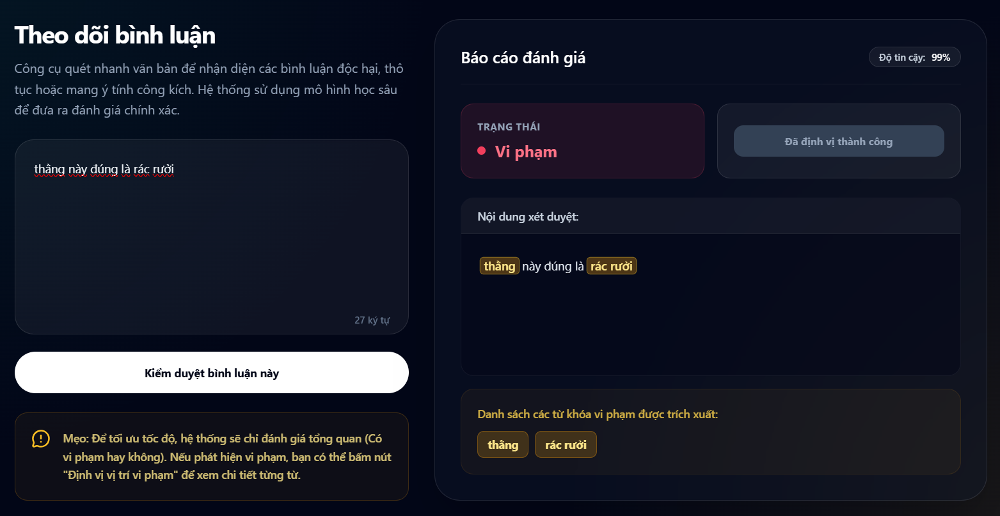 Theo dõi bình luận
Công cụ quét nhanh văn bản để nhận diện các bình luận độc hại, thô
tục hoặc mang ý tính công kích. Hệ thống sử dụng mô hình học sâu
để đưa ra đánh giá chính xác.
thằng này đúng là rác rưởi
27 ký tự
Kiểm duyệt bình luận này
Mẹo: Để tối ưu tốc độ, hệ thống sẽ chỉ đánh giá tổng quan (Có
vi phạm hay không). Nếu phát hiện vi phạm, bạn có thể bấm nút
"Định vị vị trí vi phạm" để xem chi tiết từng từ.
Báo cáo đánh giá
Độ tin cậy: 99%
TRẠNG THÁI
Vi phạm
Đã định vị thành công
Nội dung xét duyệt:
thằng này đúng là rác rưởi
Danh sách các từ khóa vi phạm được trích xuất:
thằng rác rưởi